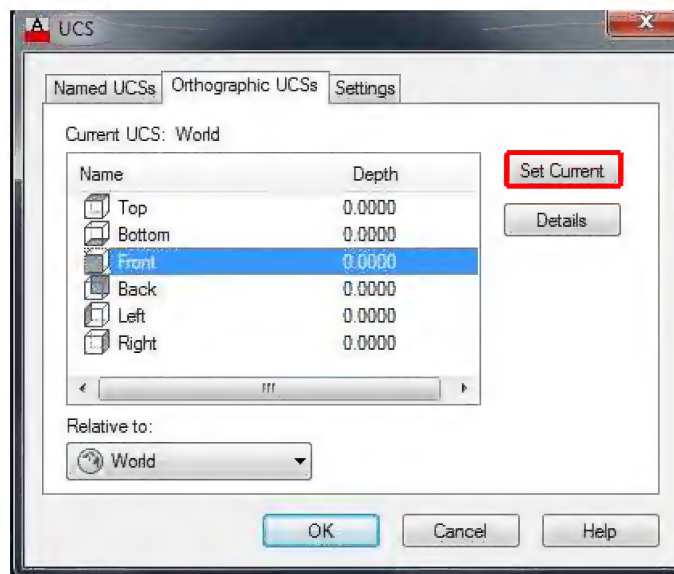 UCS
Named UCSs Orthographic UCSs Settings
Current UCS: World
Name Depth
Set Current
Top 0.0000
Details
Bottom 0.0000
Front 0.0000
Back 0.0000
Left 0.0000
Right 0.0000
Relative to:
World
OK Cancel Help